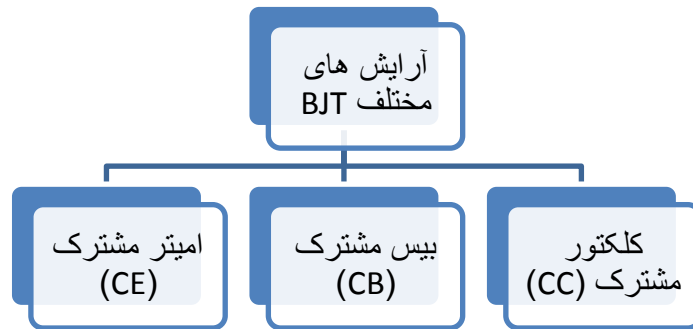 آرایش های
مختلف BJT
کلکتور
مشترک (CC)
بیس مشترک
(CB)
امیتر مشترک
(CE)